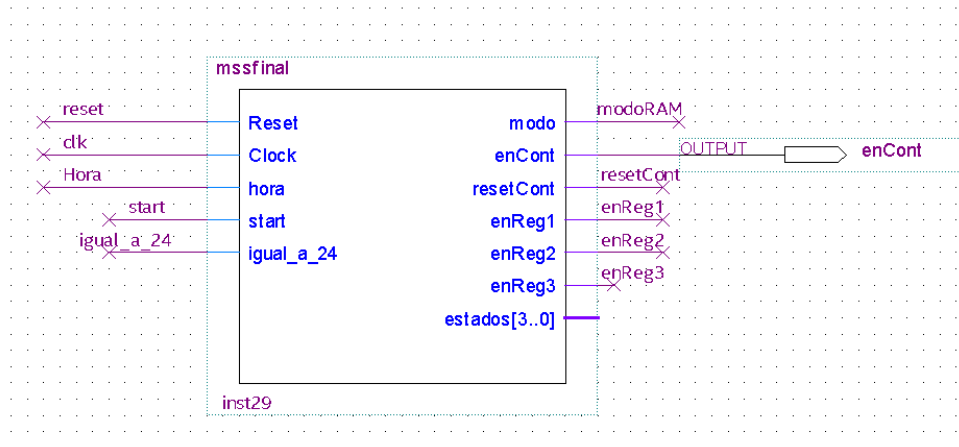 mssfinal
reset
Reset
modo
modoRAM
clk
Clock
enCont
OUTPUT
enCont
Hora
hora
resetCont
resetCont
start
start
enReg1
enReg1
igual_a_24
igual_a_24
enReg2
enReg2
enReg3
enReg3
estados[3..0]
inst29